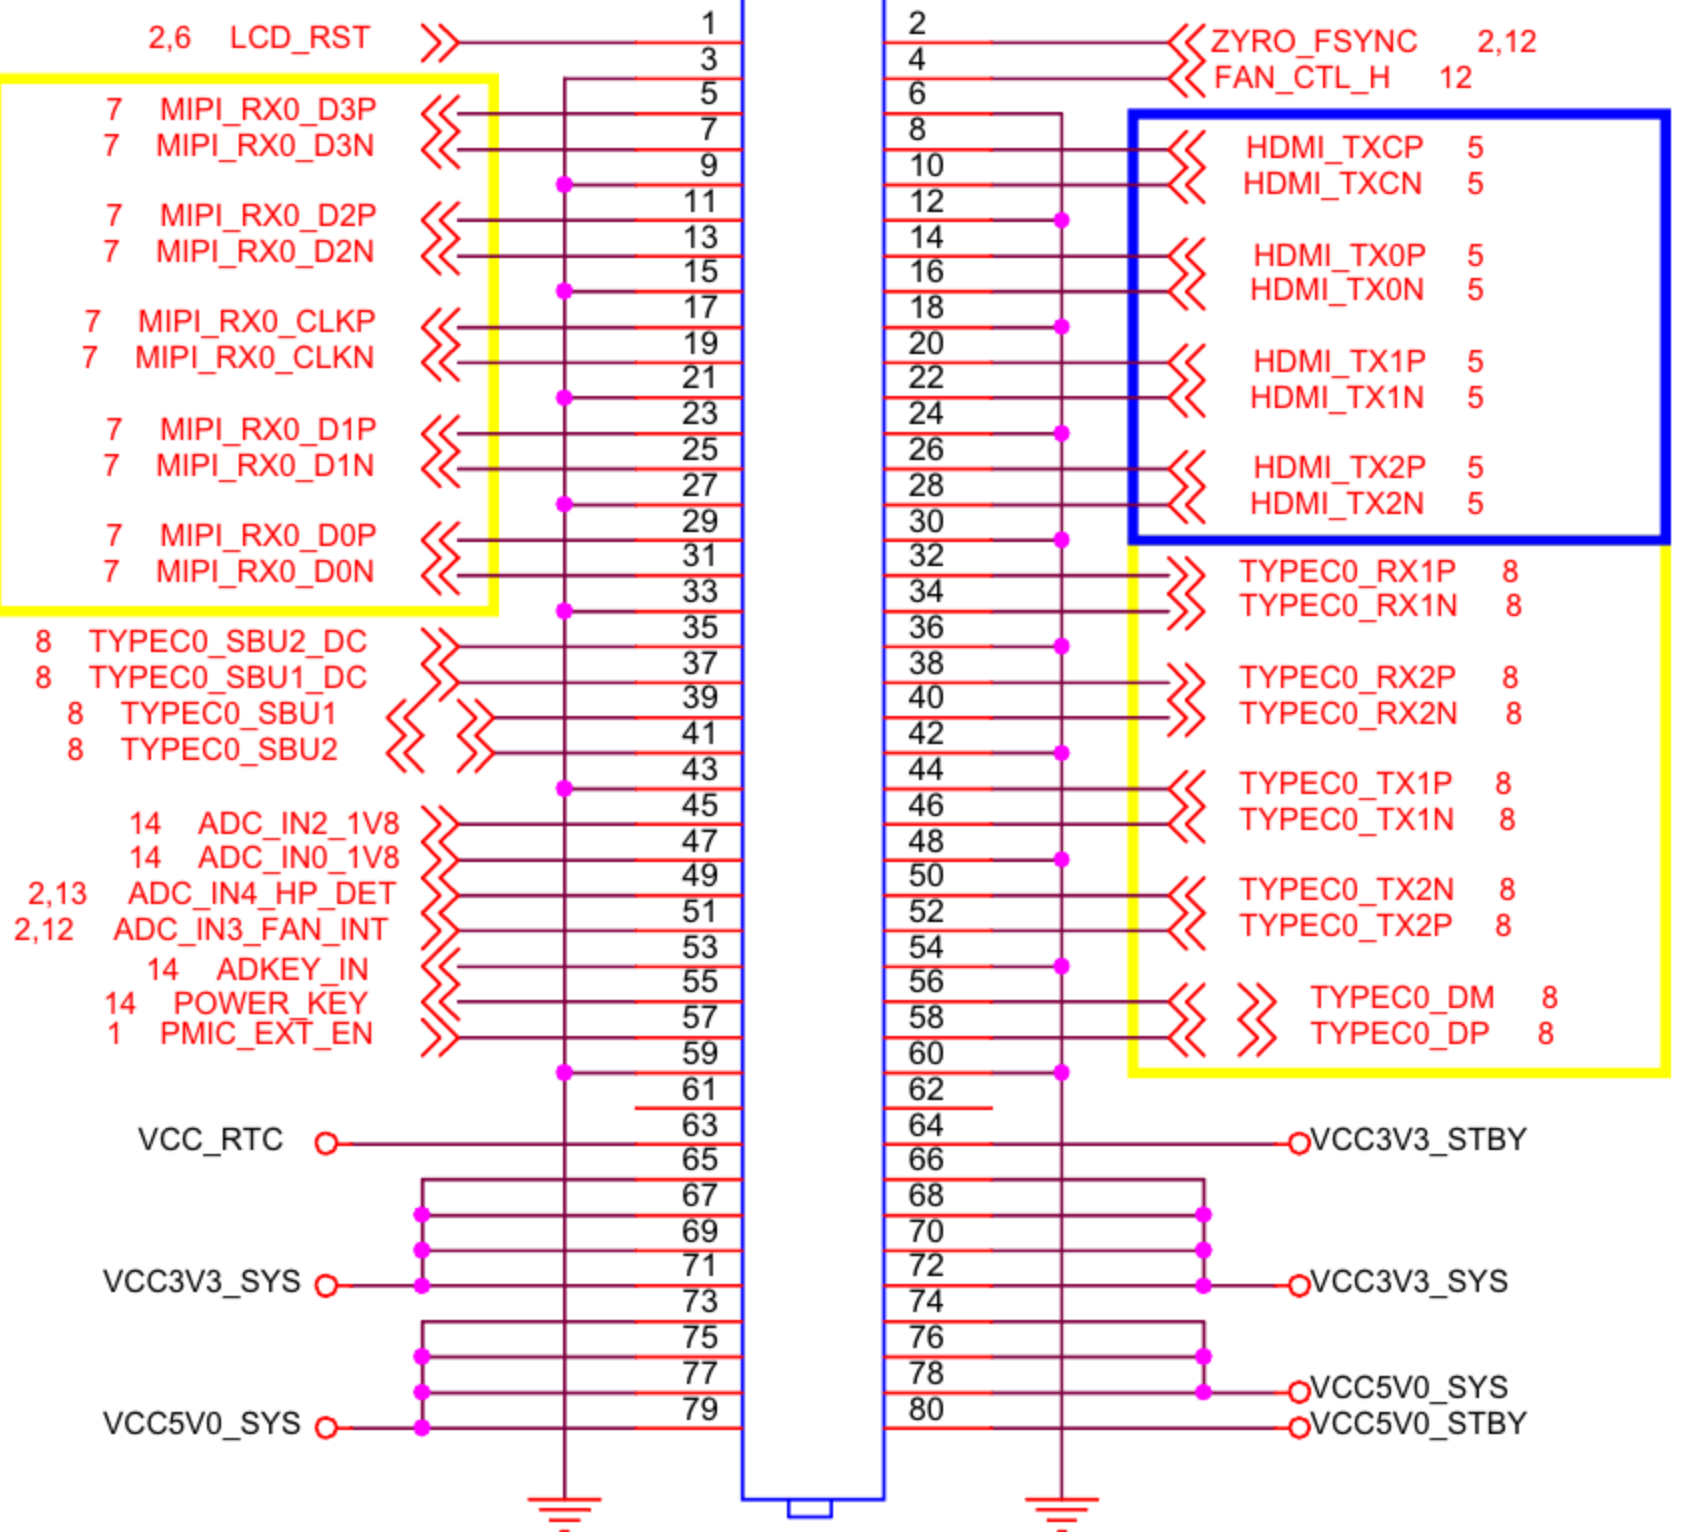 1 2
2,6 LCD_RST ZYRO_FSYNC 2,12
3 4
FAN_CTL_H 12
5 6
7 MIPI_RX0_D3P
7 8
7 MIPI_RX0_D3N HDMI_TXCP 5
9 10
HDMI_TXCN 5
11 12
7 MIPI_RX0_D2P
13 14
7 MIPI_RX0_D2N HDMI_TX0P 5
15 16
HDMI_TX0N 5
17 18
7 MIPI_RX0_CLKP
19 20
7 MIPI_RX0_CLKN HDMI_TX1P 5
21 22
HDMI_TX1N 5
23 24
7 MIPI_RX0_D1P
25 26
7 MIPI_RX0_D1N HDMI_TX2P 5
27 28
HDMI_TX2N 5
29 30
7 MIPI_RX0_D0P
31 32
7 MIPI_RX0_D0N TYPEC0_RX1P 8
33 34
TYPEC0_RX1N 8
35 36
8 TYPEC0_SBU2_DC
37 38
8 TYPEC0_SBU1_DC TYPEC0_RX2P 8
39 40
8 TYPEC0_SBU1 TYPEC0_RX2N 8
41 42
8 TYPEC0_SBU2
43 44
TYPEC0_TX1P 8
45 46
14 ADC_IN2_1V8 TYPEC0_TX1N 8
47 48
14 ADC_IN0_1V8
49 50
2,13 ADC_IN4_HP_DET TYPEC0_TX2N 8
51 52
2,12 ADC_IN3_FAN_INT TYPEC0_TX2P 8
53 54
14 ADKEY_IN
55 56
14 POWER_KEY TYPEC0_DM 8
57 58
1 PMIC_EXT_EN TYPEC0_DP 8
59 60
61 62
63 64
VCC_RTC VCC3V3_STBY
65 66
67 68
69 70
71 72
VCC3V3_SYS VCC3V3_SYS
73 74
75 76
77 78
VCC5V0_SYS
79 80
VCC5V0_SYS VCC5V0_STBY